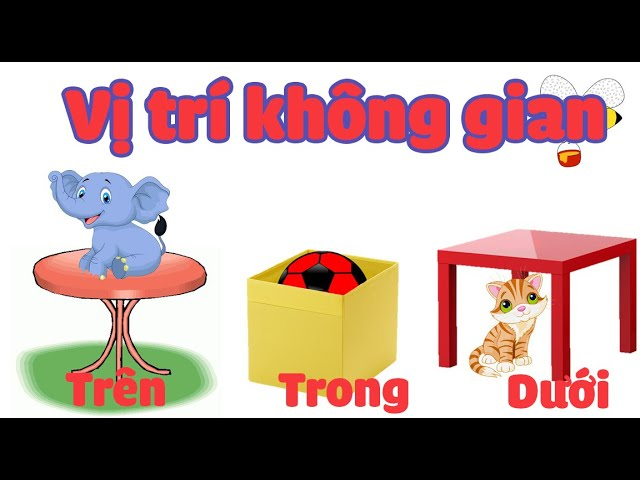 Vị trí không gian
Trên
Trong
Dưới